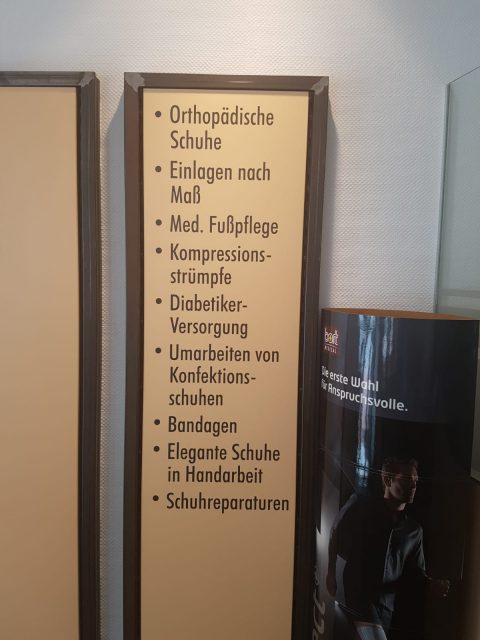 • Orthopädische
Schuhe
• Einlagen nach
Maß
• Med. Fußpflege
• Kompressions-
strümpfe
• Diabetiker-
Versorgung
• Umarbeiten von
Konfektions-
schuhen
• Bandagen
• Elegante Schuhe
in Handarbeit
• Schuhreparaturen
Die erste Wahl
für Anspruchsvolle.